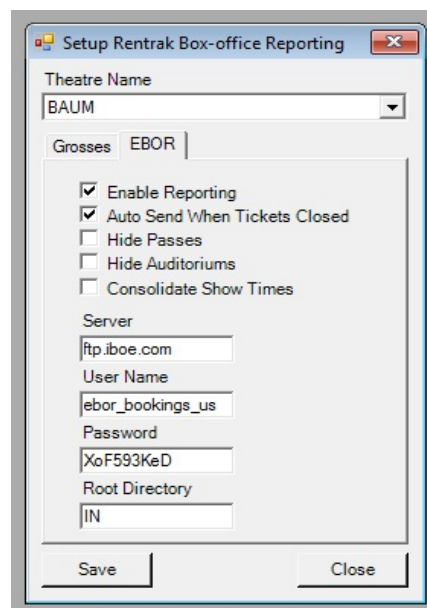 Setup Rentrak Box-office Reporting
Theatre Name
BAUM
Grosses EBOR
Enable Reporting
Auto Send When Tickets Closed
Hide Passes
Hide Auditoriums
Consolidate Show Times
Server
ftp.iboe.com
User Name
ebor_bookings_us
Password
XoF593KeD
Root Directory
IN
Save Close